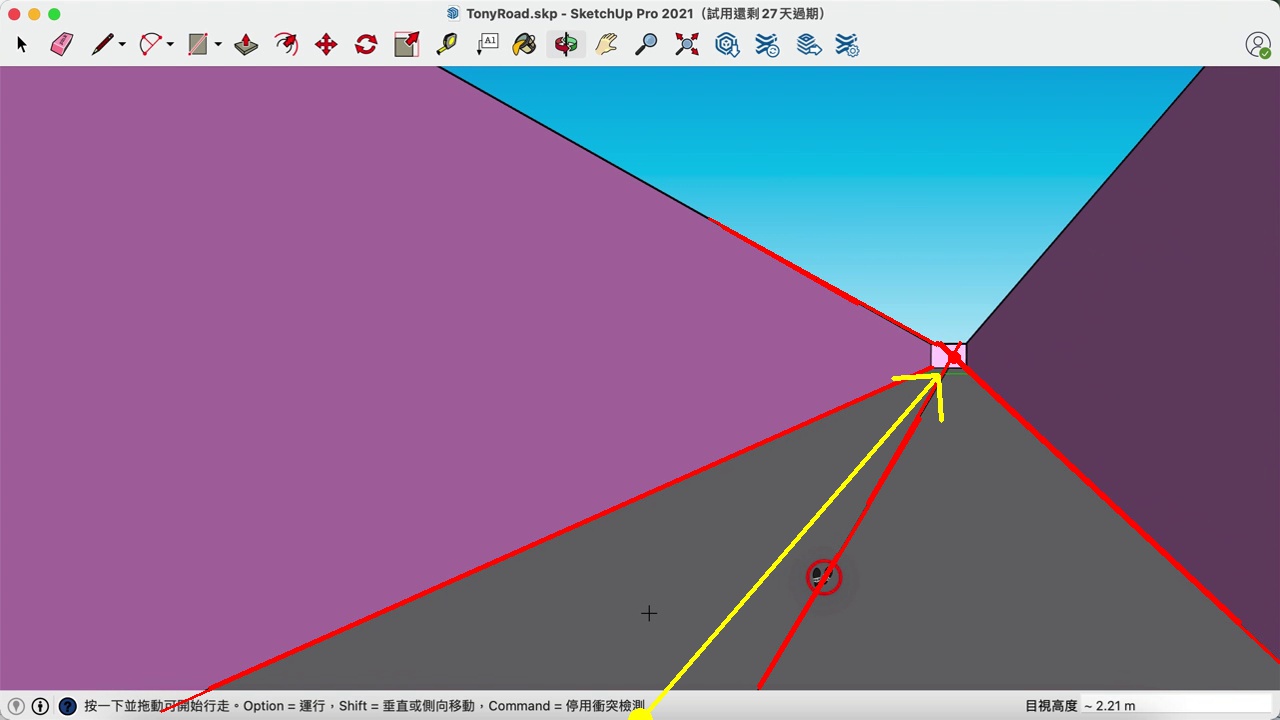 TonyRoad.skp - SketchUp Pro 2021（試用還剩 27 天過期）
A1
按一下並拖動可開始行走。Option = 運行，Shift = 垂直或側向移動，Command = 停用衝突檢測
目視高度 ~ 2.21 m